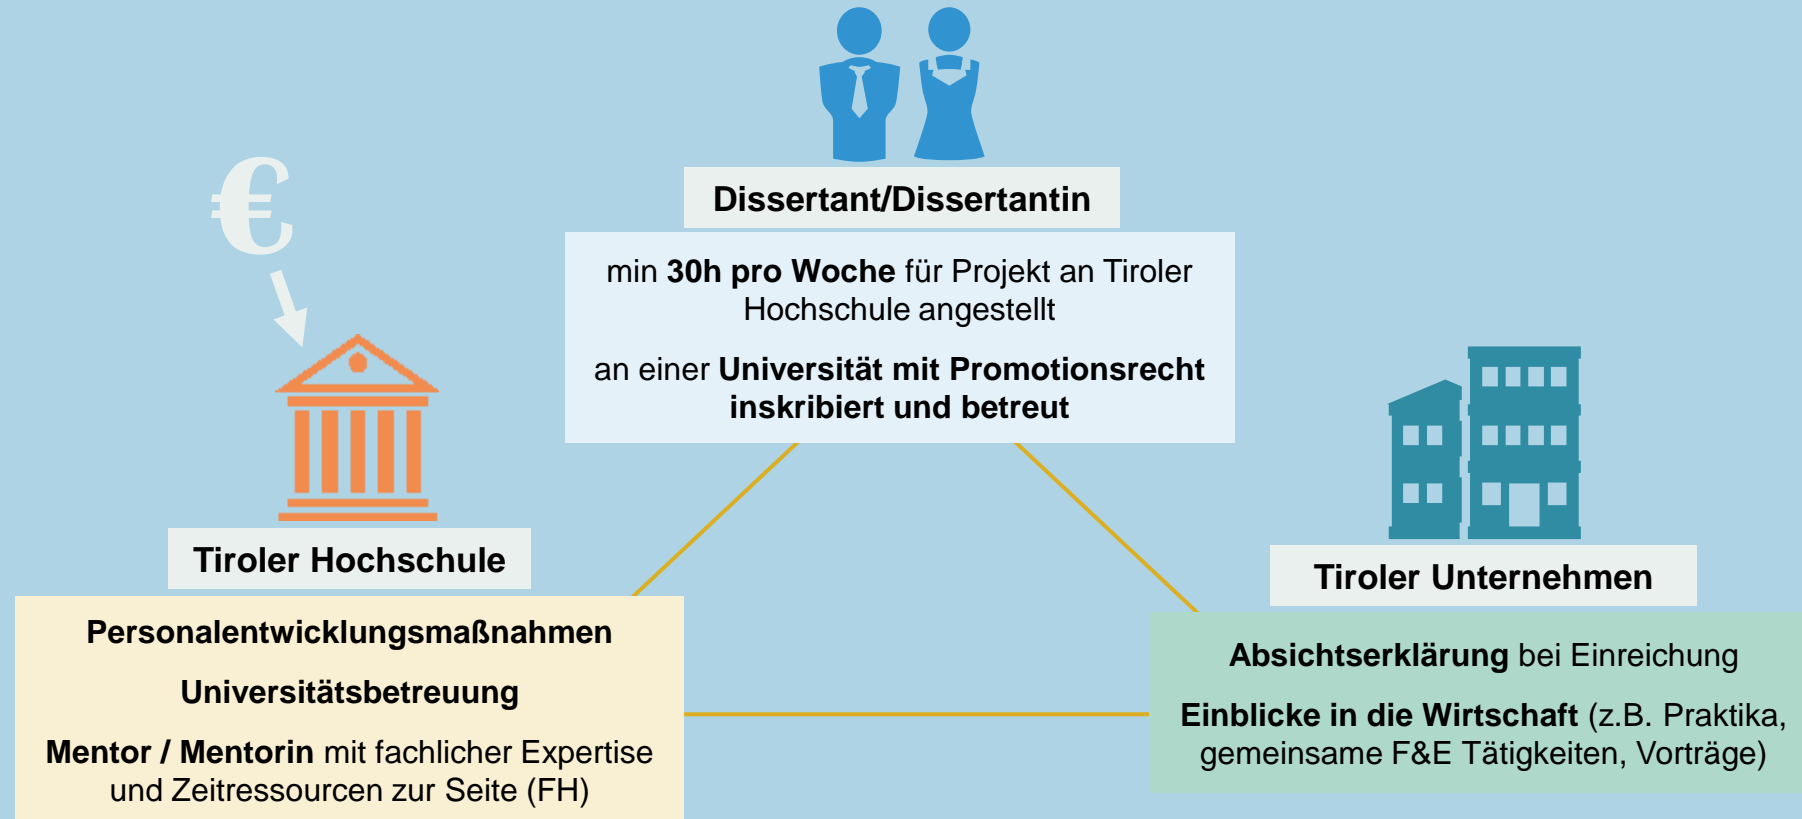 €
Dissertant/Dissertantin
min 30h pro Woche für Projekt an Tiroler
Hochschule angestellt
an einer Universität mit Promotionsrecht
inskribiert und betreut
Tiroler Hochschule
Personalentwicklungsmaßnahmen
Universitätsbetreuung
Mentor / Mentorin mit fachlicher Expertise
und Zeitressourcen zur Seite (FH)
Tiroler Unternehmen
Absichtserklärung bei Einreichung
Einblicke in die Wirtschaft (z.B. Praktika,
gemeinsame F&E Tätigkeiten, Vorträge)